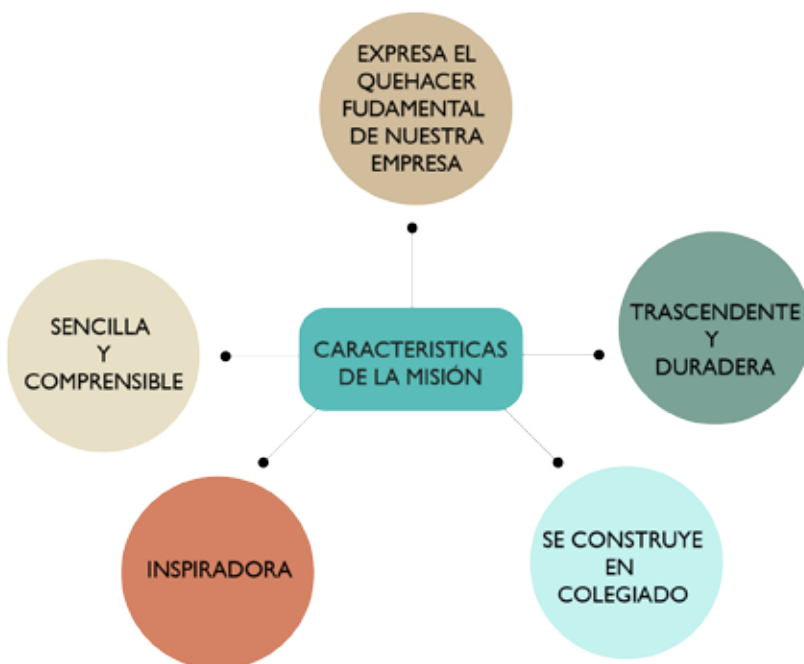 EXPRESA EL
QUEHACER
FUDAMENTAL
DE NUESTRA
EMPRESA
SENCILLA
Y
COMPRENSIBLE
CARACTERISTICAS
DE LA MISIÓN
TRASCENDENTE
Y
DURADERA
INSPIRADORA
SE CONSTRUYE
EN
COLEGIADO